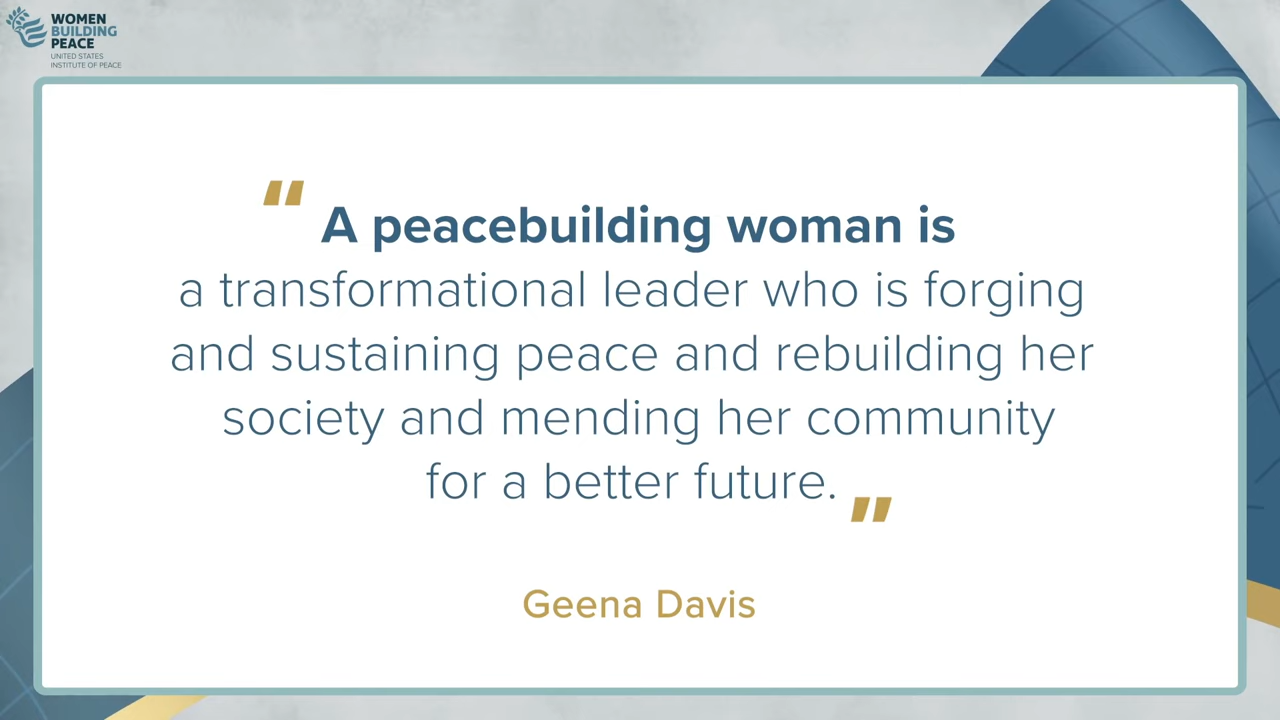 WOMEN
BUILDING
PEACE
UNITED STATES
INSTITUTE OF PEACE
" A peacebuilding woman is
a transformational leader who is forging
and sustaining peace and rebuilding her
society and mending her community
for a better future. "
Geena Davis